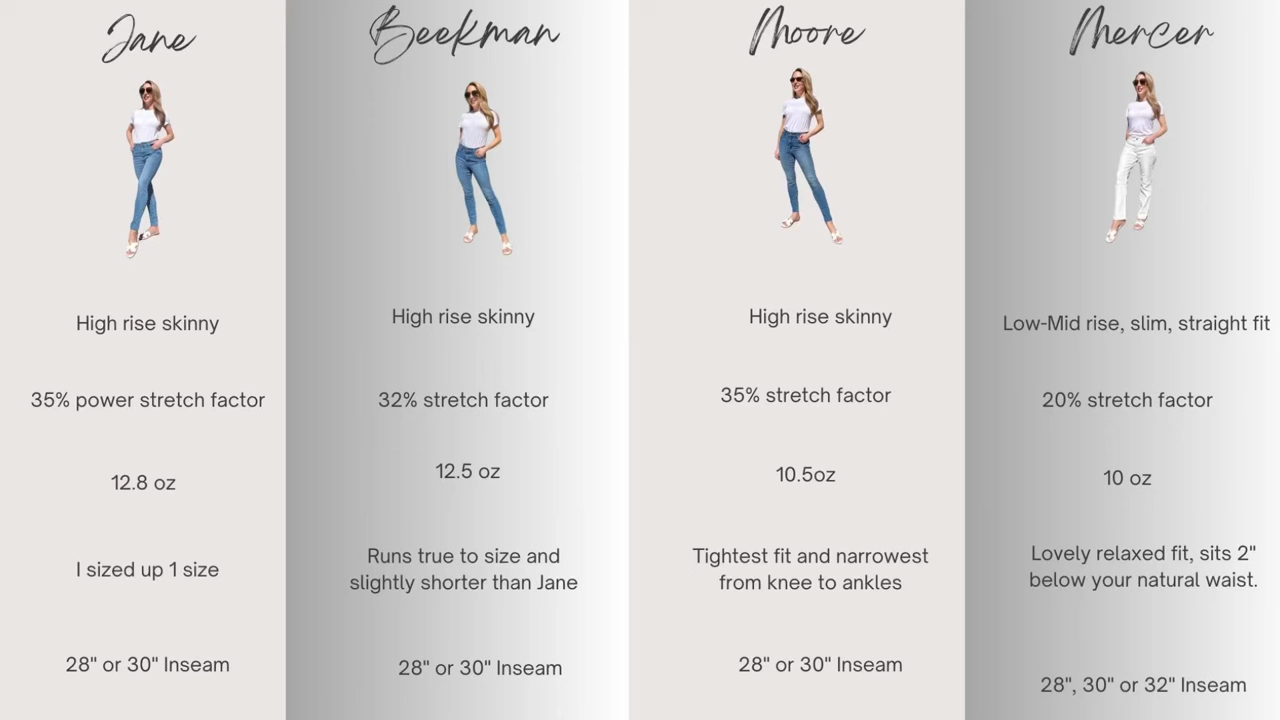 Jane
High rise skinny
35% power stretch factor
12.8 oz
I sized up 1 size
28" or 30" Inseam
Beekman
High rise skinny
32% stretch factor
12.5 oz
Runs true to size and
slightly shorter than Jane
28" or 30" Inseam
Moore
High rise skinny
35% stretch factor
10.5oz
Tightest fit and narrowest
from knee to ankles
28" or 30" Inseam
Mercer
Low-Mid rise, slim, straight fit
20% stretch factor
10 oz
Lovely relaxed fit, sits 2"
below your natural waist.
28", 30" or 32" Inseam